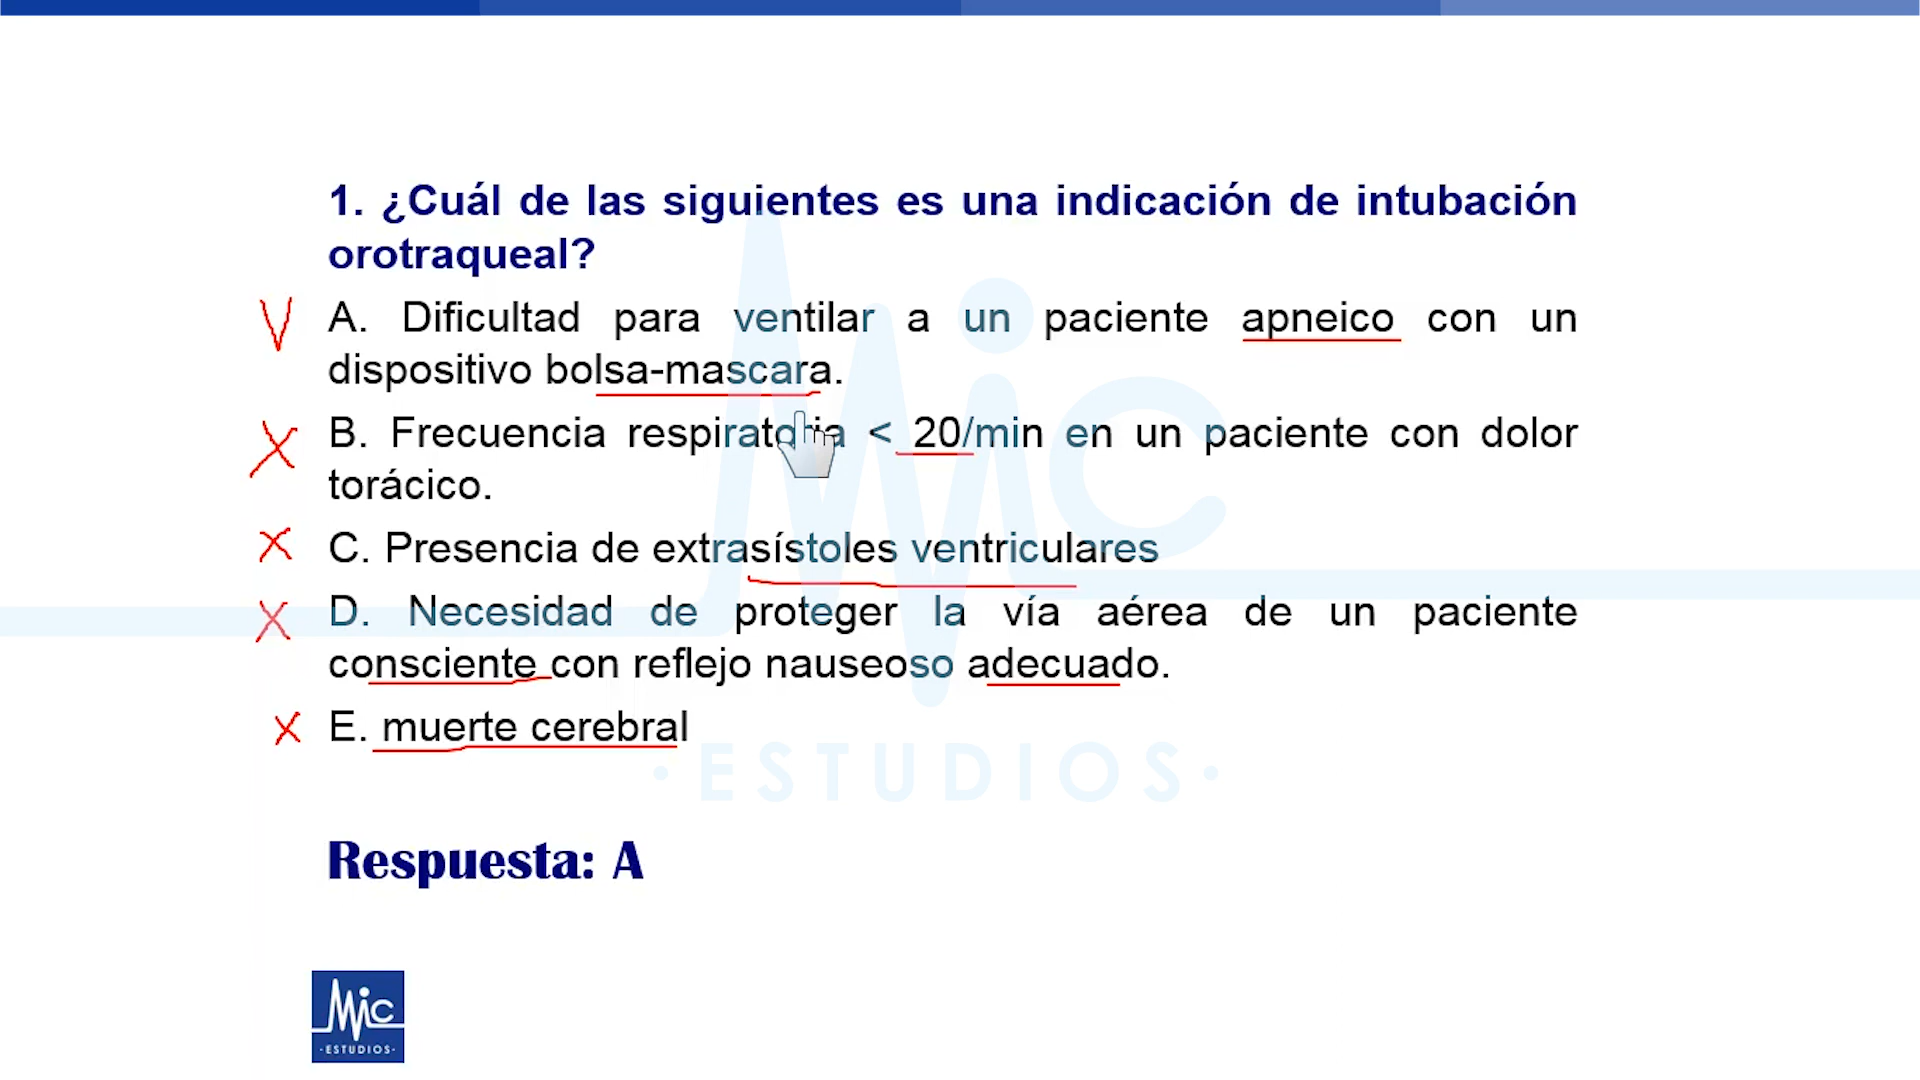 1. ¿Cuál de las siguientes es una indicación de intubación
orotraqueal?
V A. Dificultad para ventilar a un paciente apneico con un
dispositivo bolsa-mascara.
X B. Frecuencia respiratoria < 20/min en un paciente con dolor
torácico.
X C. Presencia de extrasístoles ventriculares
X D. Necesidad de proteger la vía aérea de un paciente
consciente con reflejo nauseoso adecuado.
X E. muerte cerebral
Mic
·ESTUDIOS·
Respuesta: A
Mic
·ESTUDIOS·